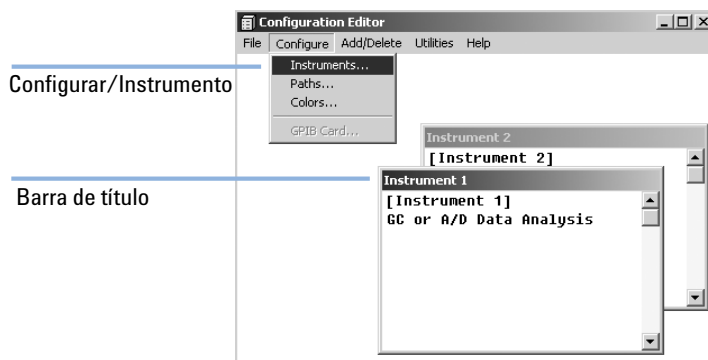 Configuration Editor
File Configure Add/Delete Utilities Help
Instruments...
Paths...
Colors...
GPIB Card...
Configurar/Instrumento
Instrument 2
[Instrument 2]
Barra de título
Instrument 1
[Instrument 1]
GC or A/D Data Analysis